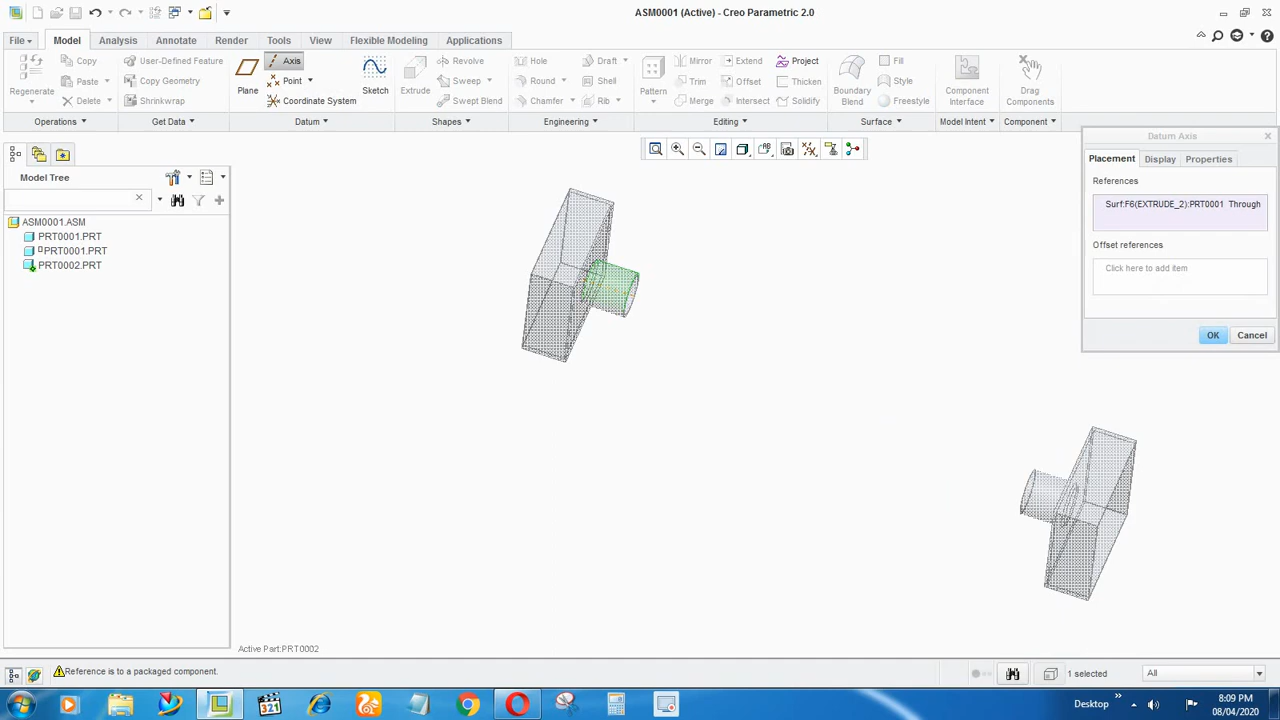 ASM0001 (Active) - Creo Parametric 2.0
File Model Analysis Annotate Render Tools View Flexible Modeling Applications
Regenerate
Copy
Paste
Delete
User-Defined Feature
Copy Geometry
Shrinkwrap
Plane
Axis
Point
Coordinate System
Sketch
Extrude
Revolve
Sweep
Swept Blend
Hole
Round
Chamfer
Draft
Shell
Rib
Pattern
Mirror
Trim
Merge
Extend
Offset
Intersect
Project
Thicken
Solidify
Boundary
Blend
Fill
Style
Freestyle
Component
Interface
Drag
Components
Operations Get Data Datum Shapes Engineering Editing Surface Model Intent Component
Model Tree
ASM0001.ASM
PRT0001.PRT
PRT0001.PRT
PRT0002.PRT
Datum Axis
Placement Display Properties
References
Surf:F6(EXTRUDE_2):PRT0001 Through
Offset references
Click here to add item
OK Cancel
Active Part:PRT0002
Reference is to a packaged component.
1 selected
All
321
Desktop
8:09 PM
08/04/2020